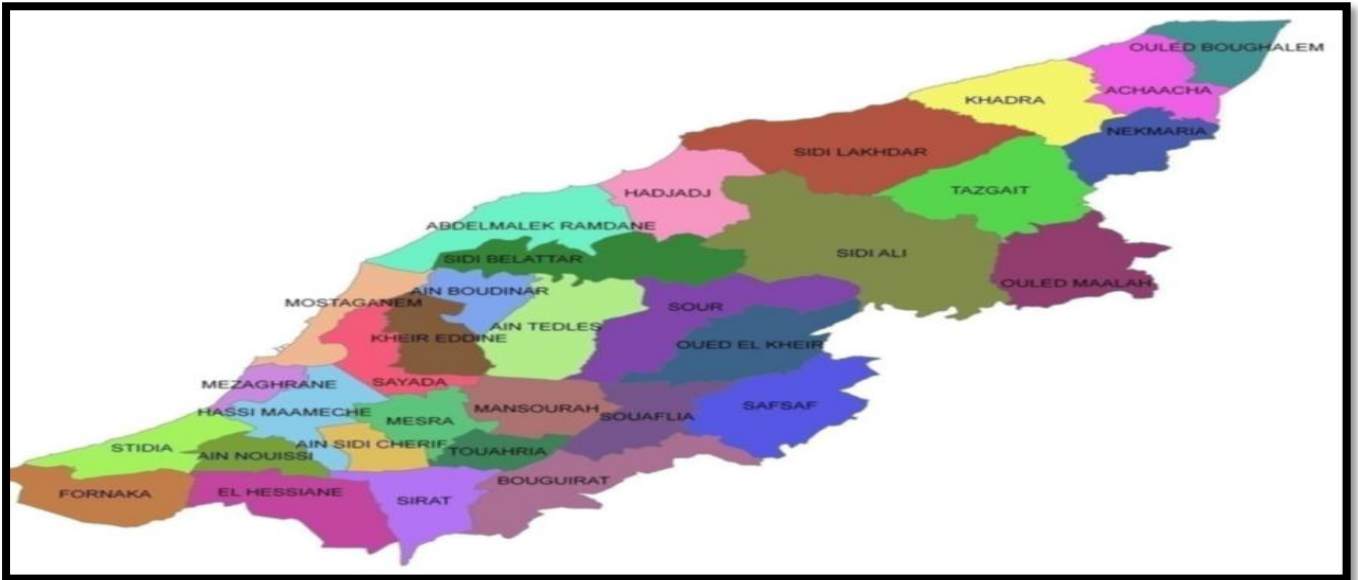 OULED BOUGHALEM
ACHAACHA
KHADRA
NEKMARIA
SIDI LAKHDAR
TAZGAIT
HADJADJ
ABDELMALEK RAMDANE
SIDI ALI
SIDI BELATTAR
OULED MAALAH
AIN BOUDINAR
MOSTAGANEM
SOUR
AIN TEDLES
KHEIR EDDINE
OUED EL KHEIR
SAYADA
MEZAGHRANE
SAFSAF
MANSOURAH
HASSI MAAMECHE
SOUAFLIA
MESRA
AIN SIDI CHERIF
STIDIA
TOUAHRIA
AIN NOUISSI
BOUGUIRAT
EL HESSIANE
FORNAKA
SIRAT